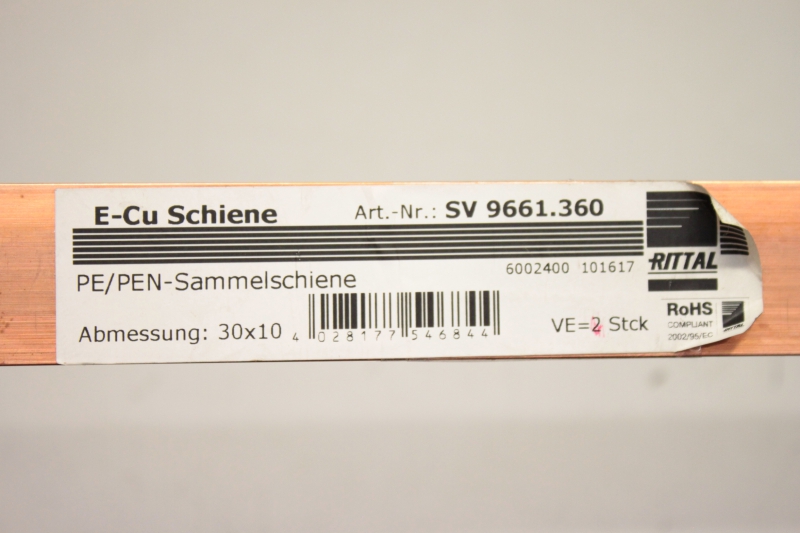 E-Cu Schiene Art.-Nr.: SV 9661.360
RITTAL
6002400 101617
PE/PEN-Sammelschiene
Abmessung: 30x10
4 028177 546844
VE= Stck
RoHS
COMPLIANT
2002/95/EC
RITTAL